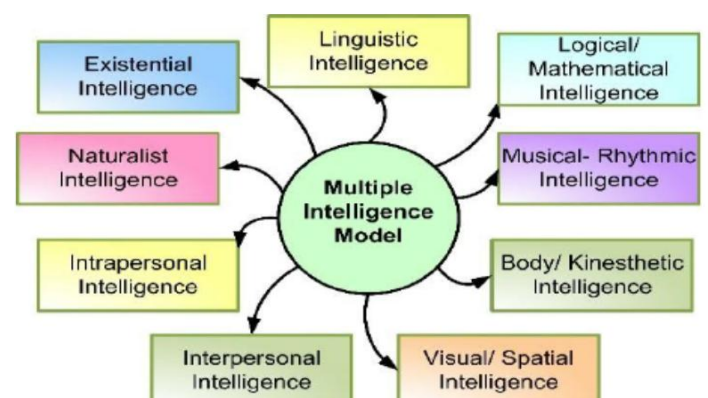 Linguistic
Intelligence
Logical/
Mathematical
Intelligence
Existential
Intelligence
Naturalist
Intelligence
Musical- Rhythmic
Intelligence
Multiple
Intelligence
Model
Intrapersonal
Intelligence
Body/ Kinesthetic
Intelligence
Interpersonal
Intelligence
Visual/ Spatial
Intelligence